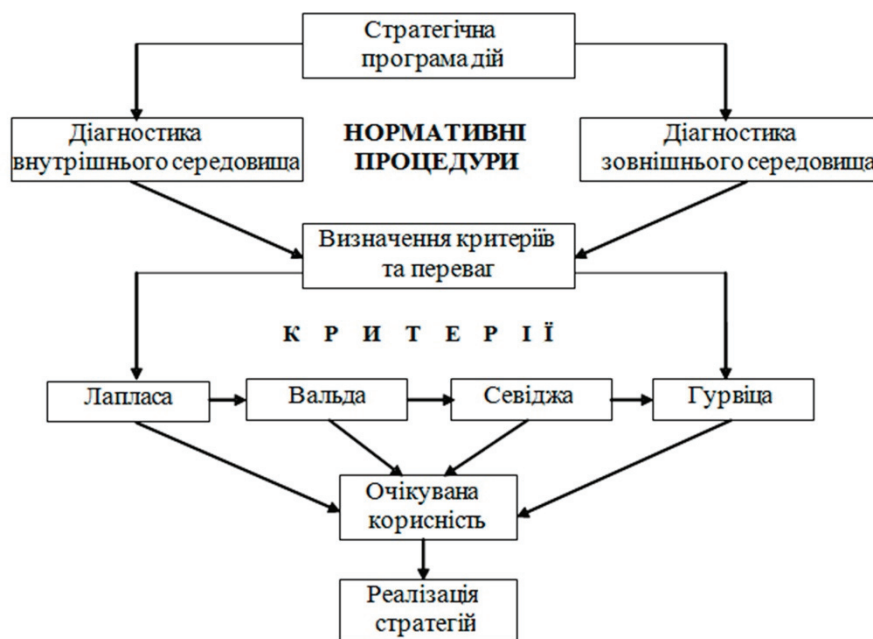 Стратегічна
програма дій
Діагностика
внутрішнього середовища
НОРМАТИВНІ
ПРОЦЕДУРИ
Діагностика
зовнішнього середовища
Визначення критеріїв
та переваг
К Р И Т Е Р І Ї
Лапласа
Вальда
Севіджа
Гурвіца
Очікувана
корисність
Реалізація
стратегій